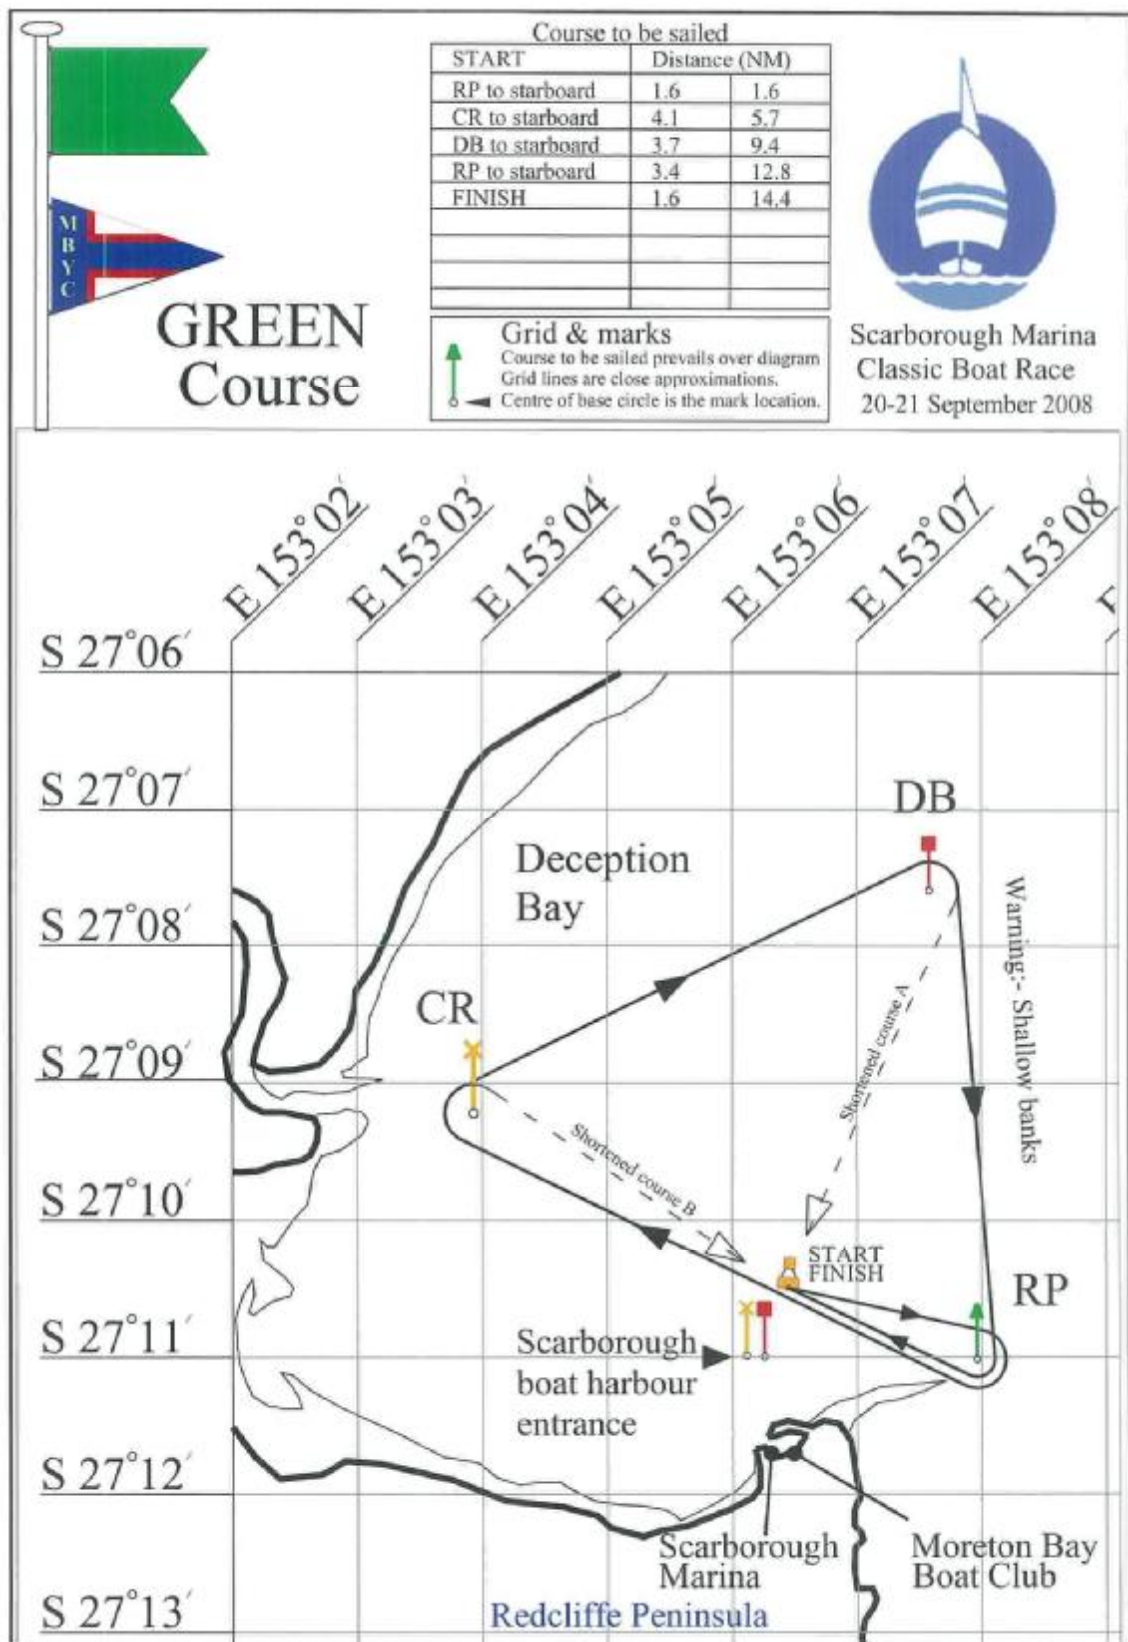 Course to be sailed
START Distance (NM)
RP to starboard 1.6 1.6
CR to starboard 4.1 5.7
DB to starboard 3.7 9.4
RP to starboard 3.4 12.8
FINISH 1.6 14.4
M
B
Y
C
GREEN
Course
Grid & marks
Course to be sailed prevails over diagram
Grid lines are close approximations.
Centre of base circle is the mark location.
Scarborough Marina
Classic Boat Race
20-21 September 2008
E 153°02′
E 153°03′
E 153°04′
E 153°05′
E 153°06′
E 153°07′
E 153°08′
S 27°06′
S 27°07′
DB
Deception
Bay
Warning:- Shallow banks
S 27°08′
CR
Shortened course A
S 27°09′
Shortened course B
S 27°10′
START
FINISH
RP
S 27°11′
Scarborough
boat harbour
entrance
S 27°12′
Scarborough
Marina
Moreton Bay
Boat Club
S 27°13′
Redcliffe Peninsula